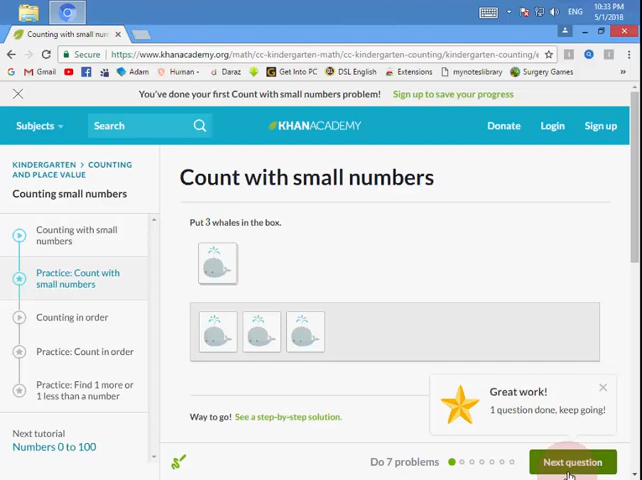 10:33 PM
ENG
5/1/2018
Counting with small num
Secure
https://www.khanacademy.org/math/cc-kindergarten-math/kindergarten-counting/kindergarten-counting/e
Gmail
M Gmail
Adam
Human -
Daraz
Get Into PC
DSL English
Extensions
mynoteslibrary
Surgery Games
You've done your first Count with small numbers problem! Sign up to save your progress
Subjects
Search
KHANACADEMY
Donate
Login
Sign up
KINDERGARTEN > COUNTING
AND PLACE VALUE
Counting small numbers
Counting with small
numbers
Practice: Count with
small numbers
Counting in order
Practice: Count in order
Practice: Find 1 more or
1 less than a number
Next tutorial
Numbers 0 to 100
Count with small numbers
Put 3 whales in the box.
Great work!
1 question done, keep going!
Way to go! See a step-by-step solution.
Do 7 problems
Next question